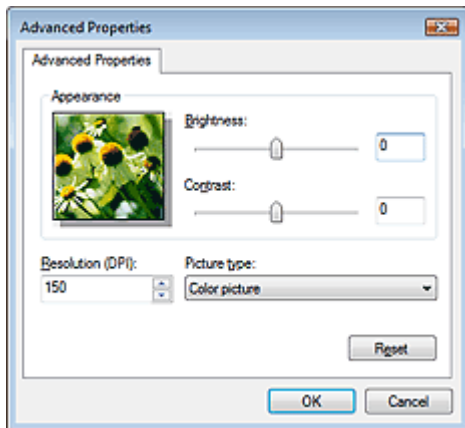 Advanced Properties
Advanced Properties
Appearance
Brightness:
0
Contrast:
0
Resolution (DPI):
Picture type:
150
Color picture
Reset
OK
Cancel